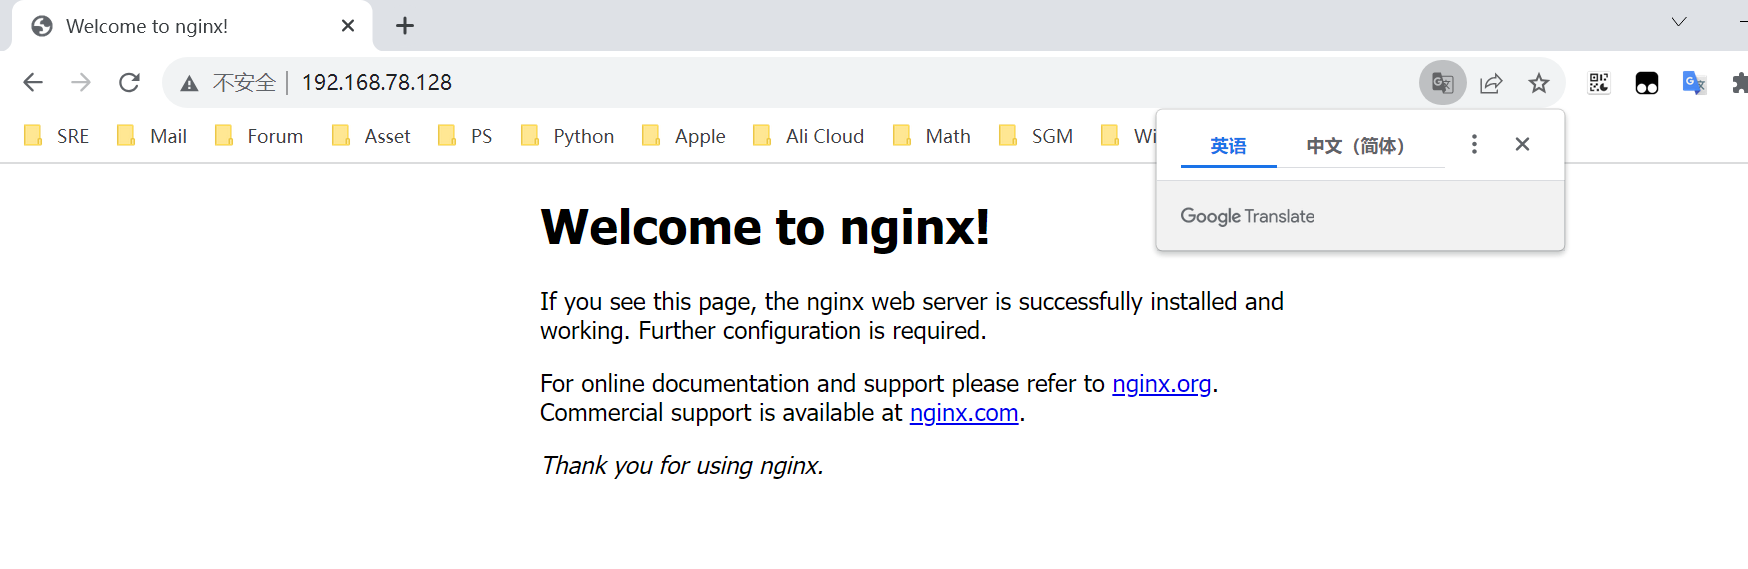 Welcome to nginx!
不安全 | 192.168.78.128
SRE Mail Forum Asset PS Python Apple Ali Cloud Math SGM Wi
英语 中文（简体）
Google Translate
Welcome to nginx!
If you see this page, the nginx web server is successfully installed and
working. Further configuration is required.
For online documentation and support please refer to nginx.org.
Commercial support is available at nginx.com.
Thank you for using nginx.